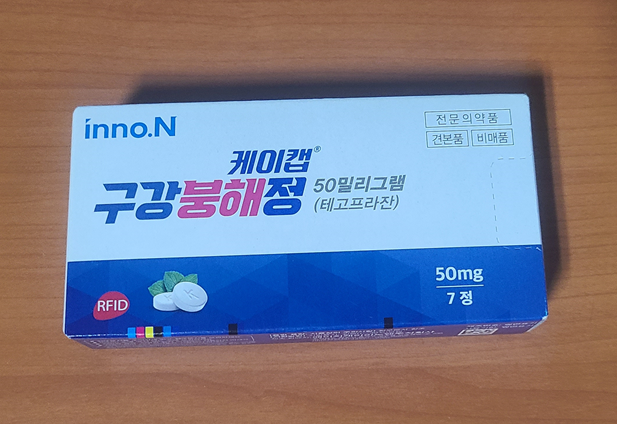 inno.N
전문의약품
견본품 비매품
케이캡®
구강붕해정 50밀리그램
(테고프라잔)
50mg
7 정
RFID